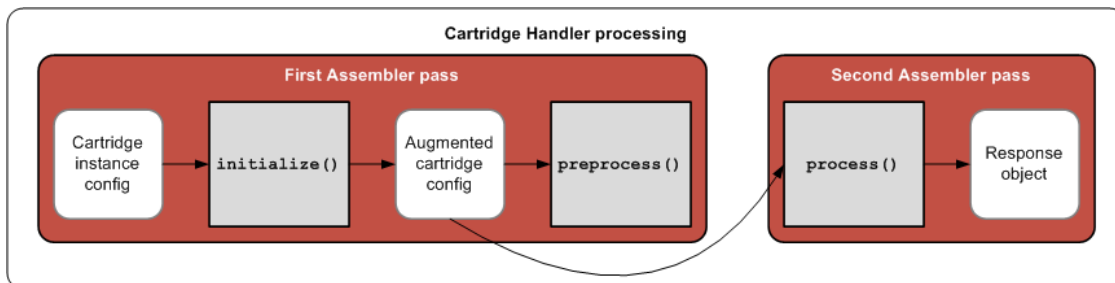 Cartridge Handler processing
First Assembler pass
Second Assembler pass
Cartridge
instance
config
initialize()
Augmented
cartridge
config
preprocess()
process()
Response
object